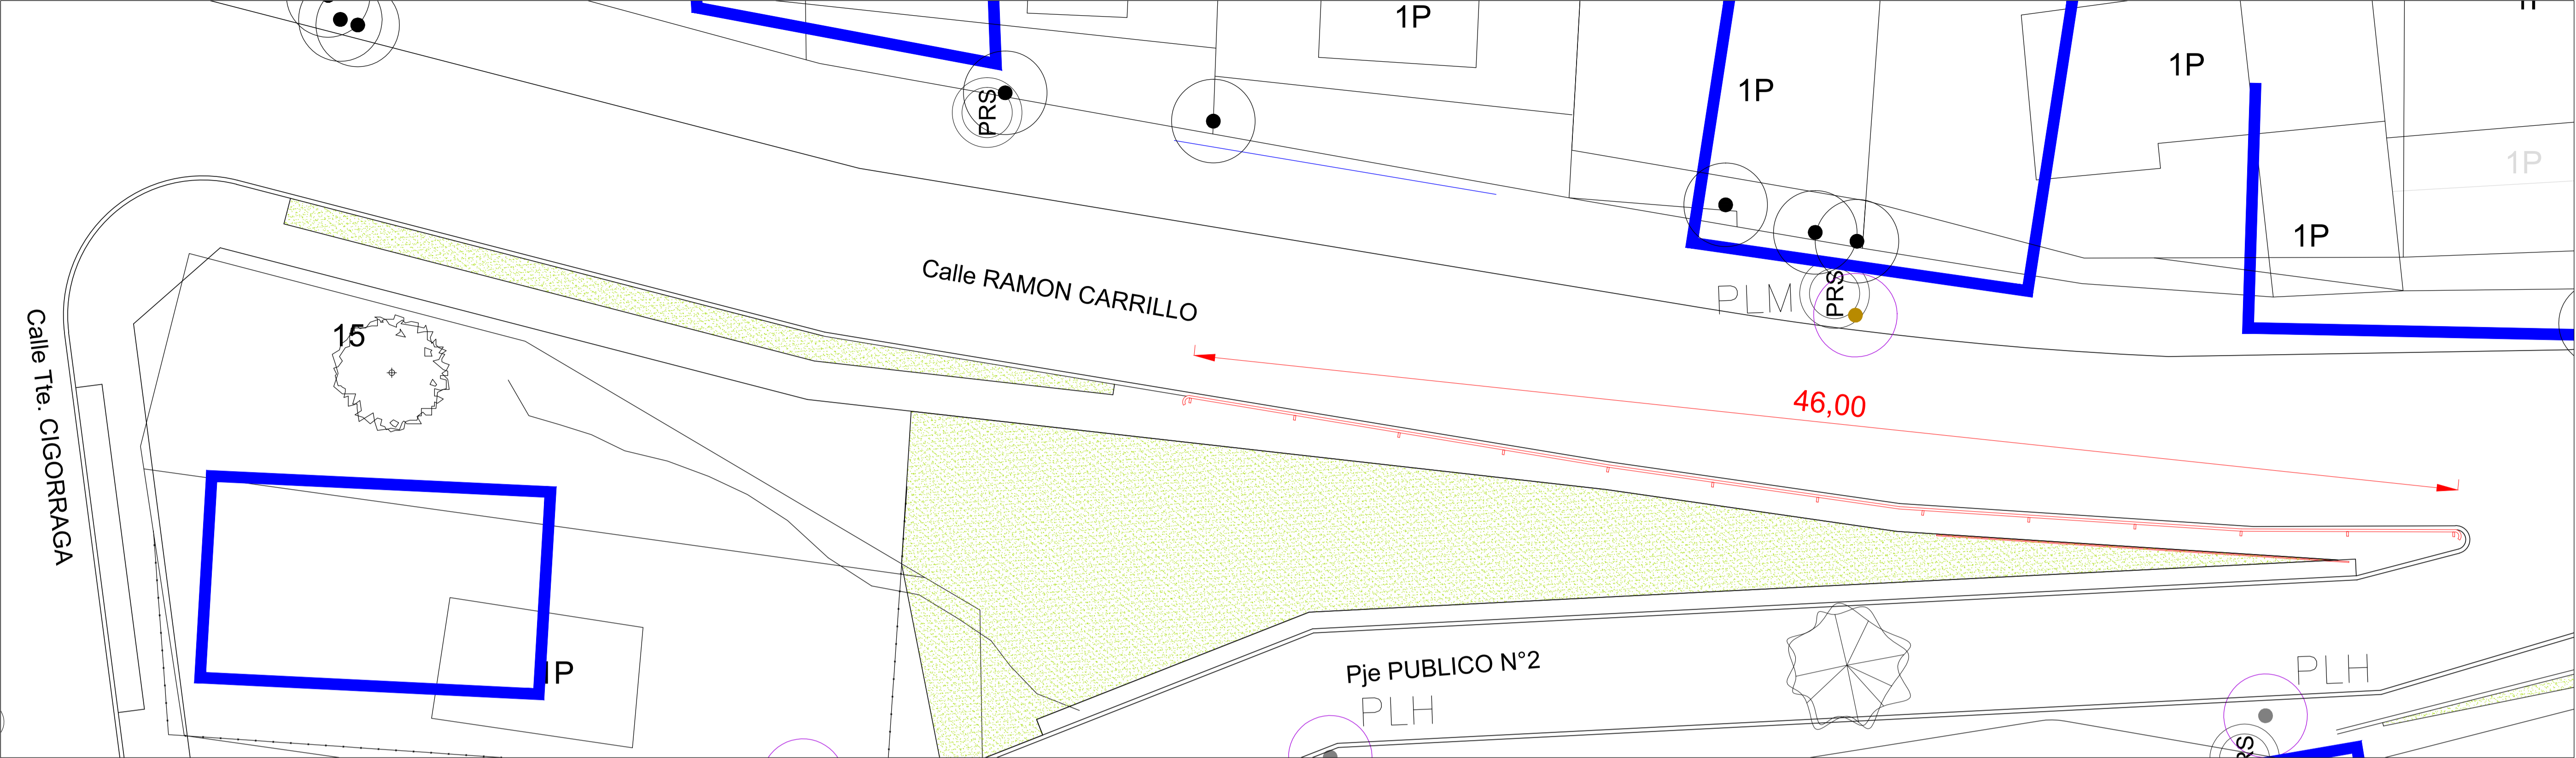 1P
1P
1P
PRS
1P
1P
Calle RAMON CARRILLO
PLM
PRS
15
Calle Tte. CIGORRAGA
46,00
1P
Pje PUBLICO N°2
PLH
PLH